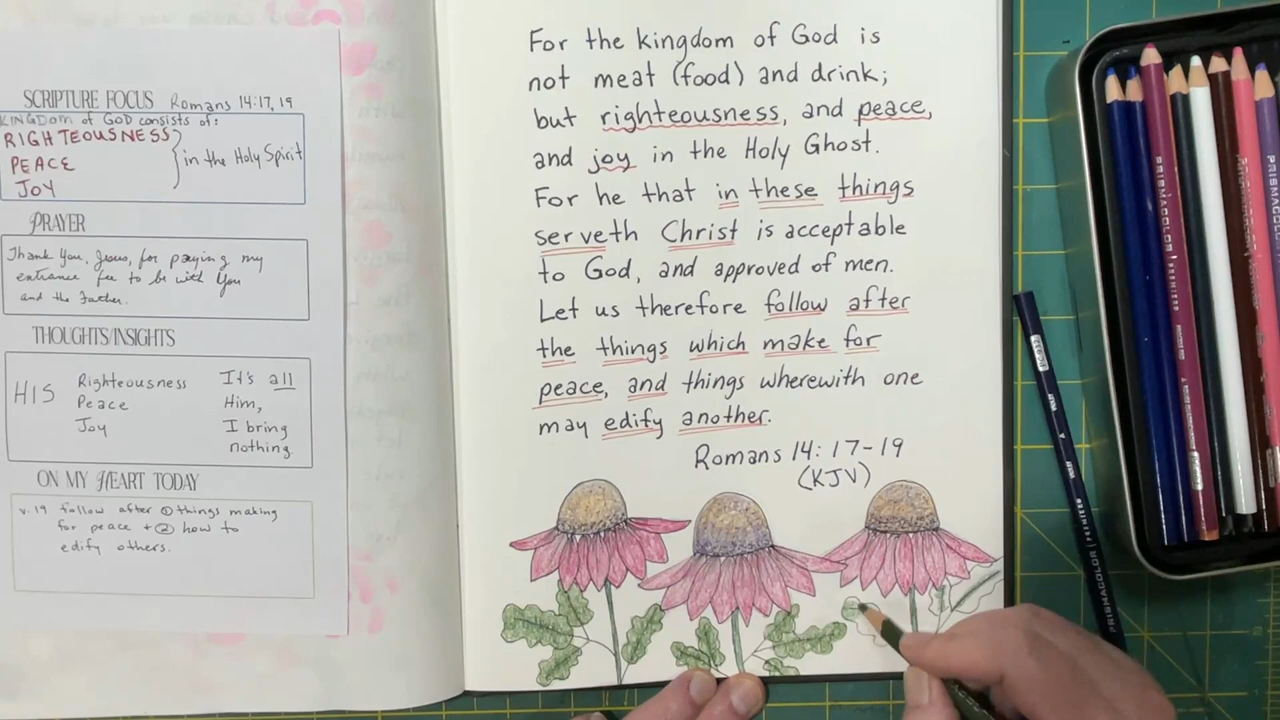 SCRIPTURE FOCUS Romans 14:17, 19
KINGDOM of GOD consists of:
RIGHTEOUSNESS
PEACE
JOY
in the Holy Spirit
PRAYER
Thank You, Jesus, for paying my
entrance fee to be with You
and the Father.
THOUGHTS/INSIGHTS
HIS
Righteousness
Peace
Joy
It's all
Him,
I bring
nothing.
ON MY HEART TODAY
v. 19 follow after ① things making
for peace + ② how to
edify others.
For the kingdom of God is
not meat (food) and drink;
but righteousness, and peace,
and joy in the Holy Ghost.
For he that in these things
serveth Christ is acceptable
to God, and approved of men.
Let us therefore follow after
the things which make for
peace, and things wherewith one
may edify another.
Romans 14:17-19
(KJV)
PRISMACOLOR PREMIER
PRISMACOLOR
PRISMACOLOR
PRISMACOLOR | PREMIER